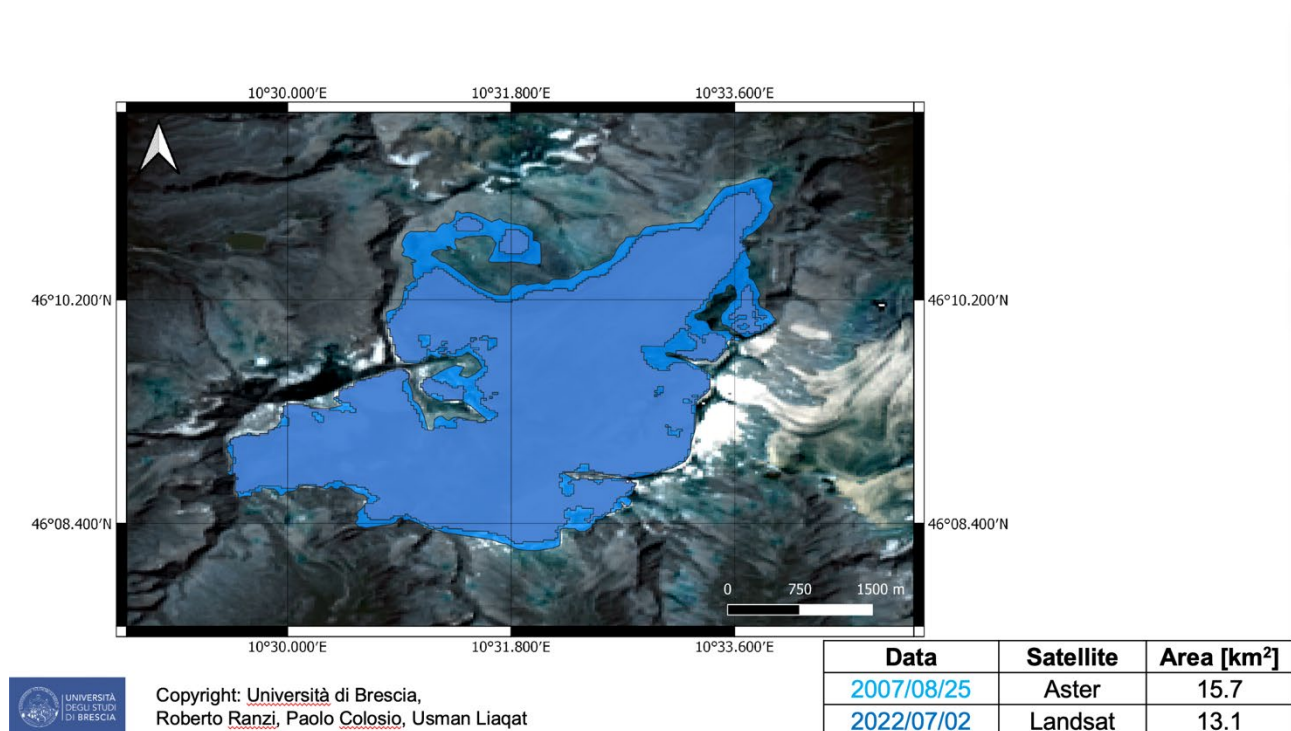 10°30.000′E 10°31.800′E 10°33.600′E
46°10.200′N 46°10.200′N
46°08.400′N 46°08.400′N
0 750 1500 m
10°30.000′E 10°31.800′E 10°33.600′E
Data Satellite Area [km²]
2007/08/25 Aster 15.7
2022/07/02 Landsat 13.1
UNIVERSITÀ
DEGLI STUDI
DI BRESCIA
Copyright: Università di Brescia,
Roberto Ranzi, Paolo Colosio, Usman Liaqat